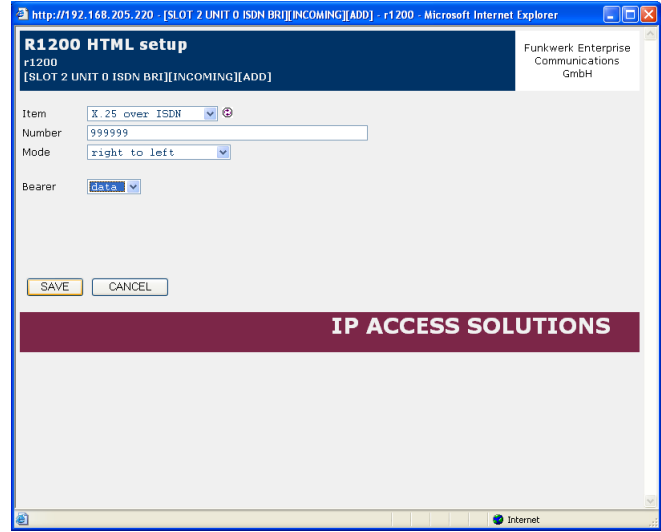 http://192.168.205.220 - [SLOT 2 UNIT 0 ISDN BRI][INCOMING][ADD] - r1200 - Microsoft Internet Explorer
R1200 HTML setup
r1200
[SLOT 2 UNIT 0 ISDN BRI][INCOMING][ADD]
Funkwerk Enterprise
Communications
GmbH
Item X.25 over ISDN
Number 999999
Mode right to left
Bearer data
SAVE CANCEL
IP ACCESS SOLUTIONS
Internet